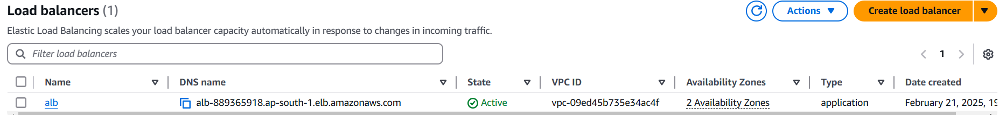 Load balancers (1)
Actions
Create load balancer
Elastic Load Balancing scales your load balancer capacity automatically in response to changes in incoming traffic.
Filter load balancers
1
Name DNS name State VPC ID Availability Zones Type Date created
alb alb-889365918.ap-south-1.elb.amazonaws.com Active vpc-09ed45b735e34ac4f 2 Availability Zones application February 21, 2025, 19